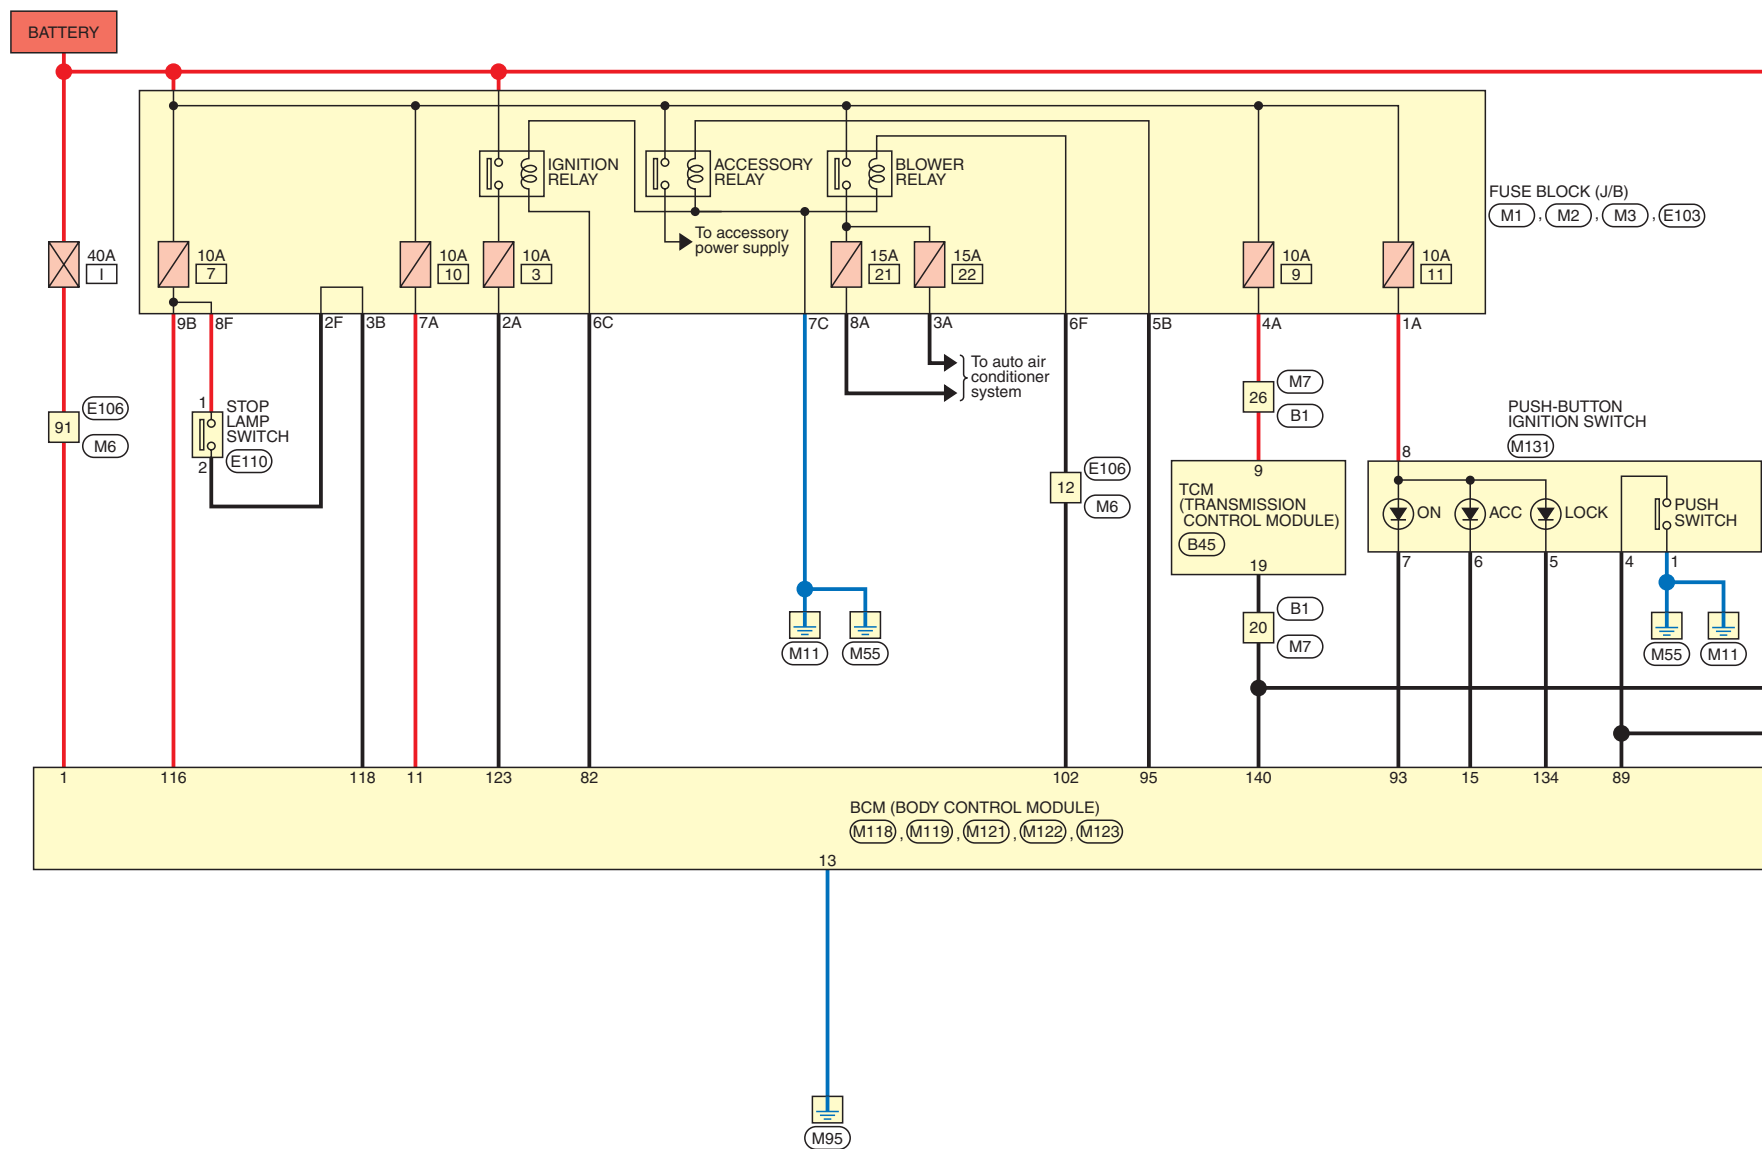 BATTERY
IGNITION
RELAY
ACCESSORY
RELAY
BLOWER
RELAY
To accessory
power supply
FUSE BLOCK (J/B)
M1 , M2 , M3 , E103
40A
I
10A
7
10A
10
10A
3
15A
21
15A
22
10A
9
10A
11
9B
8F
2F
3B
7A
2A
6C
7C
8A
3A
6F
5B
4A
1A
To auto air
conditioner
system
91
E106
M6
1
STOP
LAMP
SWITCH
2
E110
12
E106
M6
26
M7
B1
9
TCM
(TRANSMISSION
CONTROL MODULE)
B45
19
20
B1
M7
PUSH-BUTTON
IGNITION SWITCH
M131
8
ON
ACC
LOCK
PUSH
SWITCH
7
6
5
4
1
M11
M55
M55
M11
1
116
118
11
123
82
102
95
140
93
15
134
89
BCM (BODY CONTROL MODULE)
M118 , M119 , M121 , M122 , M123
13
M95